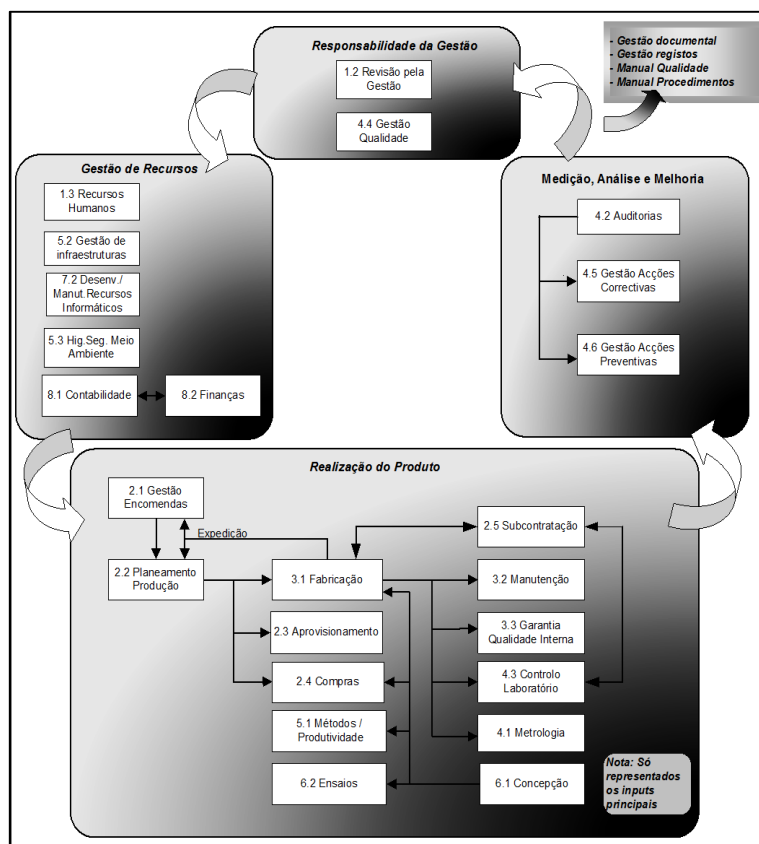 Responsabilidade da Gestão
1.2 Revisão pela
Gestão
4.4 Gestão
Qualidade
- Gestão documental
- Gestão registos
- Manual Qualidade
- Manual Procedimentos
Gestão de Recursos
1.3 Recursos
Humanos
5.2 Gestão de
infraestruturas
7.2 Desenv./
Manut.Recursos
Informáticos
5.3 Hig.Seg. Meio
Ambiente
8.1 Contabilidade
8.2 Finanças
Medição, Análise e Melhoria
4.2 Auditorias
4.5 Gestão Acções
Correctivas
4.6 Gestão Acções
Preventivas
Realização do Produto
2.1 Gestão
Encomendas
Expedição
2.2 Planeamento
Produção
3.1 Fabricação
2.3 Aprovisionamento
2.4 Compras
5.1 Métodos /
Produtividade
6.2 Ensaios
2.5 Subcontratação
3.2 Manutenção
3.3 Garantia
Qualidade Interna
4.3 Controlo
Laboratório
4.1 Metrologia
6.1 Concepção
Nota: Só
representados
os inputs
principais